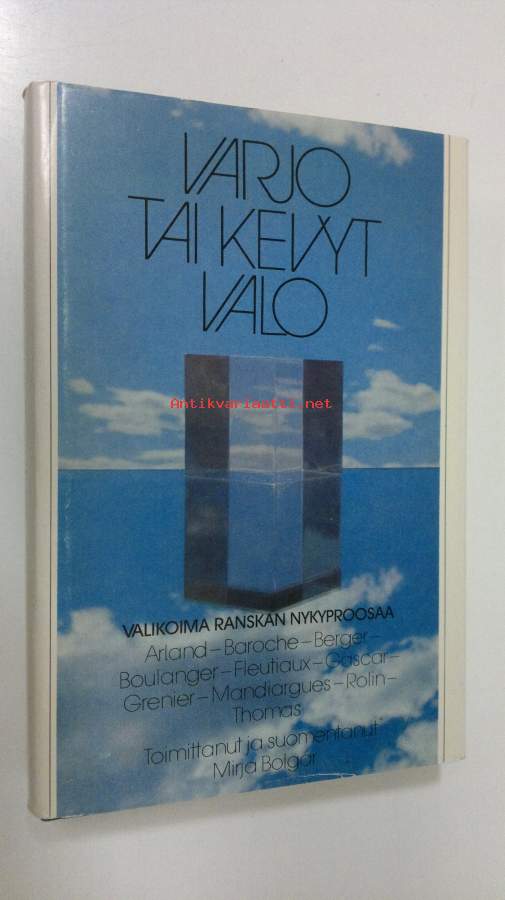 VARJO
TAI KEVYT
VALO
Antikvariaatti.net
VALIKOIMA RANSKAN NYKYPROOSAA
Arland–Baroche–Berger–
Boulanger–Fleutiaux–Gascar–
Grenier–Mandiargues–Rolin–
Thomas
Toimittanut ja suomentanut
Mirja Bolgár